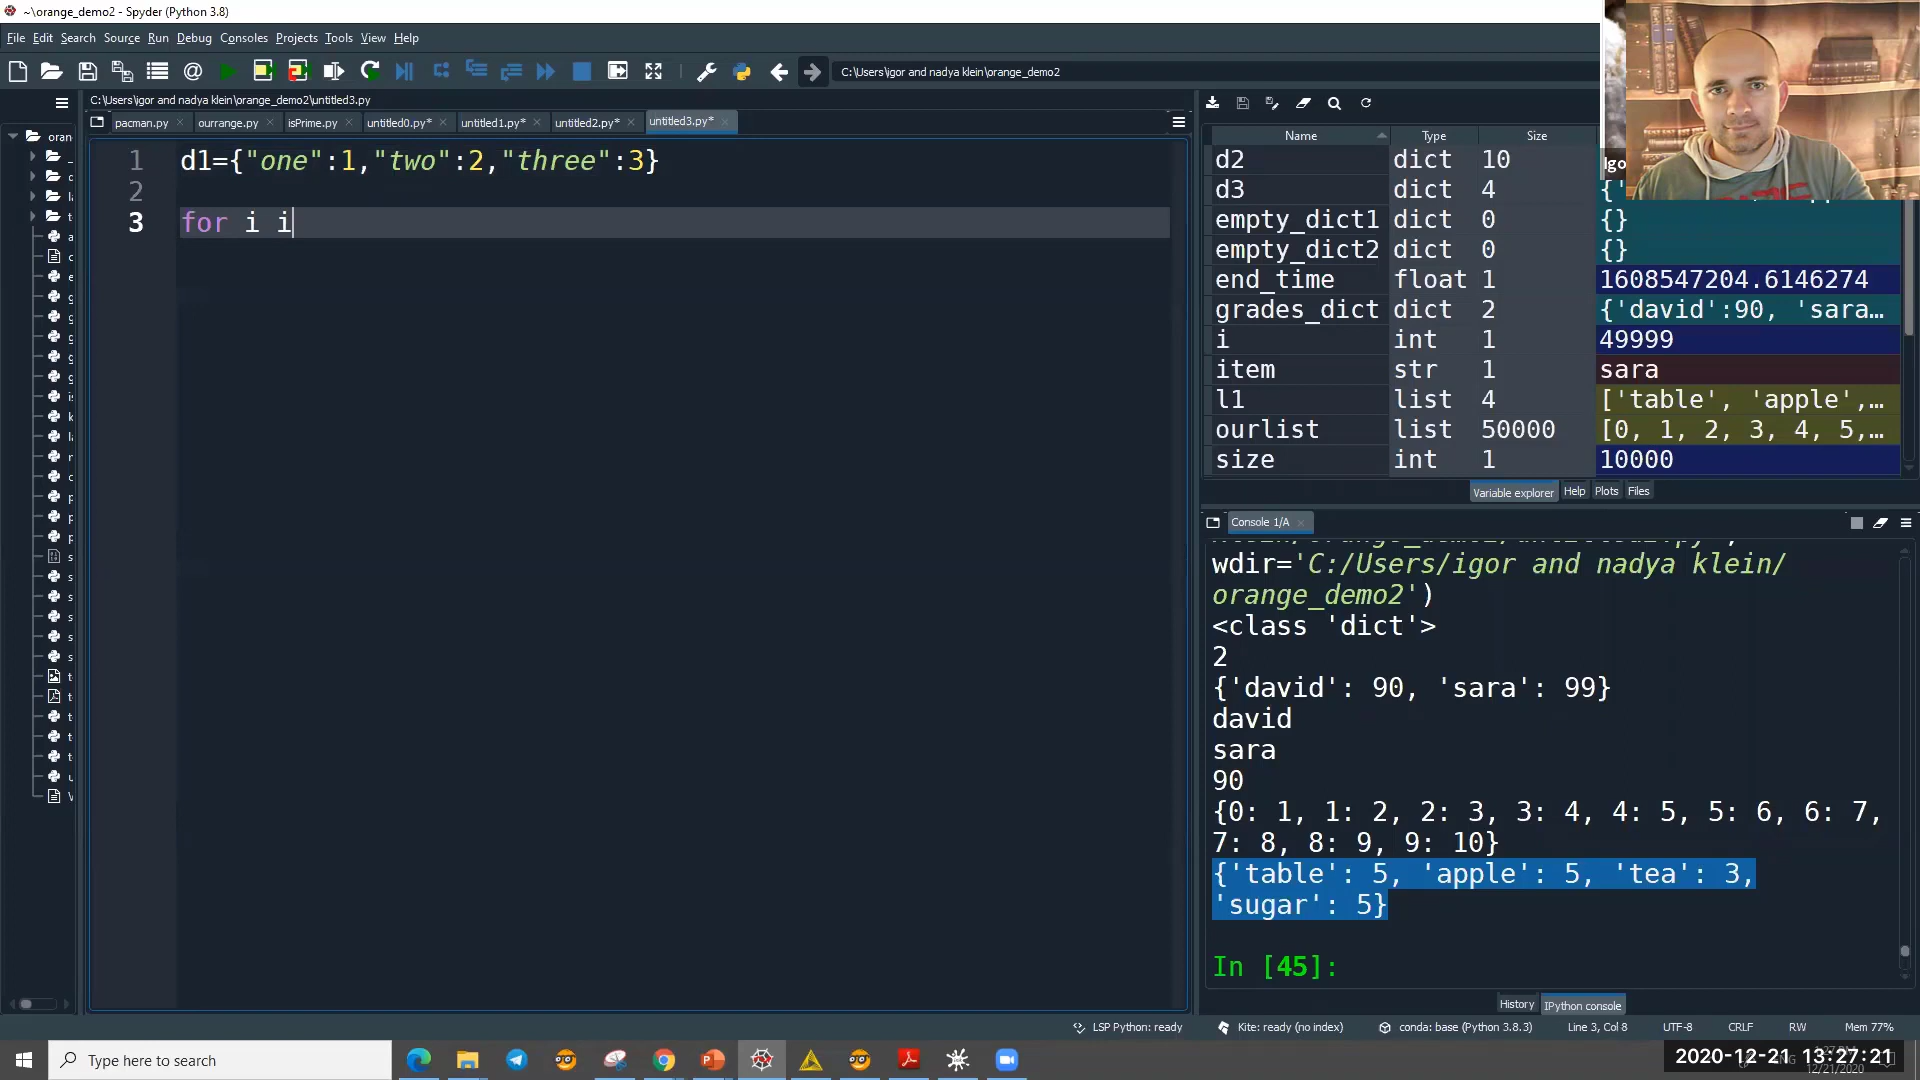 ~\orange_demo2 - Spyder (Python 3.8)
File Edit Search Source Run Debug Consoles Projects Tools View Help
C:\Users\igor and nadya klein\orange_demo2
C:\Users\igor and nadya klein\orange_demo2\untitled3.py
pacman.py ourrange.py isPrime.py untitled0.py* untitled1.py* untitled2.py* untitled3.py*
1 d1={"one":1,"two":2,"three":3}
2
3 for i i
oran
Name Type Size
d2 dict 10
d3 dict 4
empty_dict1 dict 0 {}
empty_dict2 dict 0 {}
end_time float 1 1608547204.6146274
grades_dict dict 2 {'david':90, 'sara…
i int 1 49999
item str 1 sara
l1 list 4 ['table', 'apple',…
ourlist list 50000 [0, 1, 2, 3, 4, 5,…
size int 1 10000
Variable explorer Help Plots Files
Console 1/A
wdir='C:/Users/igor and nadya klein/
orange_demo2')
<class 'dict'>
2
{'david': 90, 'sara': 99}
david
sara
90
{0: 1, 1: 2, 2: 3, 3: 4, 4: 5, 5: 6, 6: 7,
7: 8, 8: 9, 9: 10}
{'table': 5, 'apple': 5, 'tea': 3,
'sugar': 5}
In [45]:
History IPython console
LSP Python: ready Kite: ready (no index) conda: base (Python 3.8.3) Line 3, Col 8 UTF-8 CRLF RW Mem 77%
Type here to search
2020-12-21 13:27:21
12/21/2020